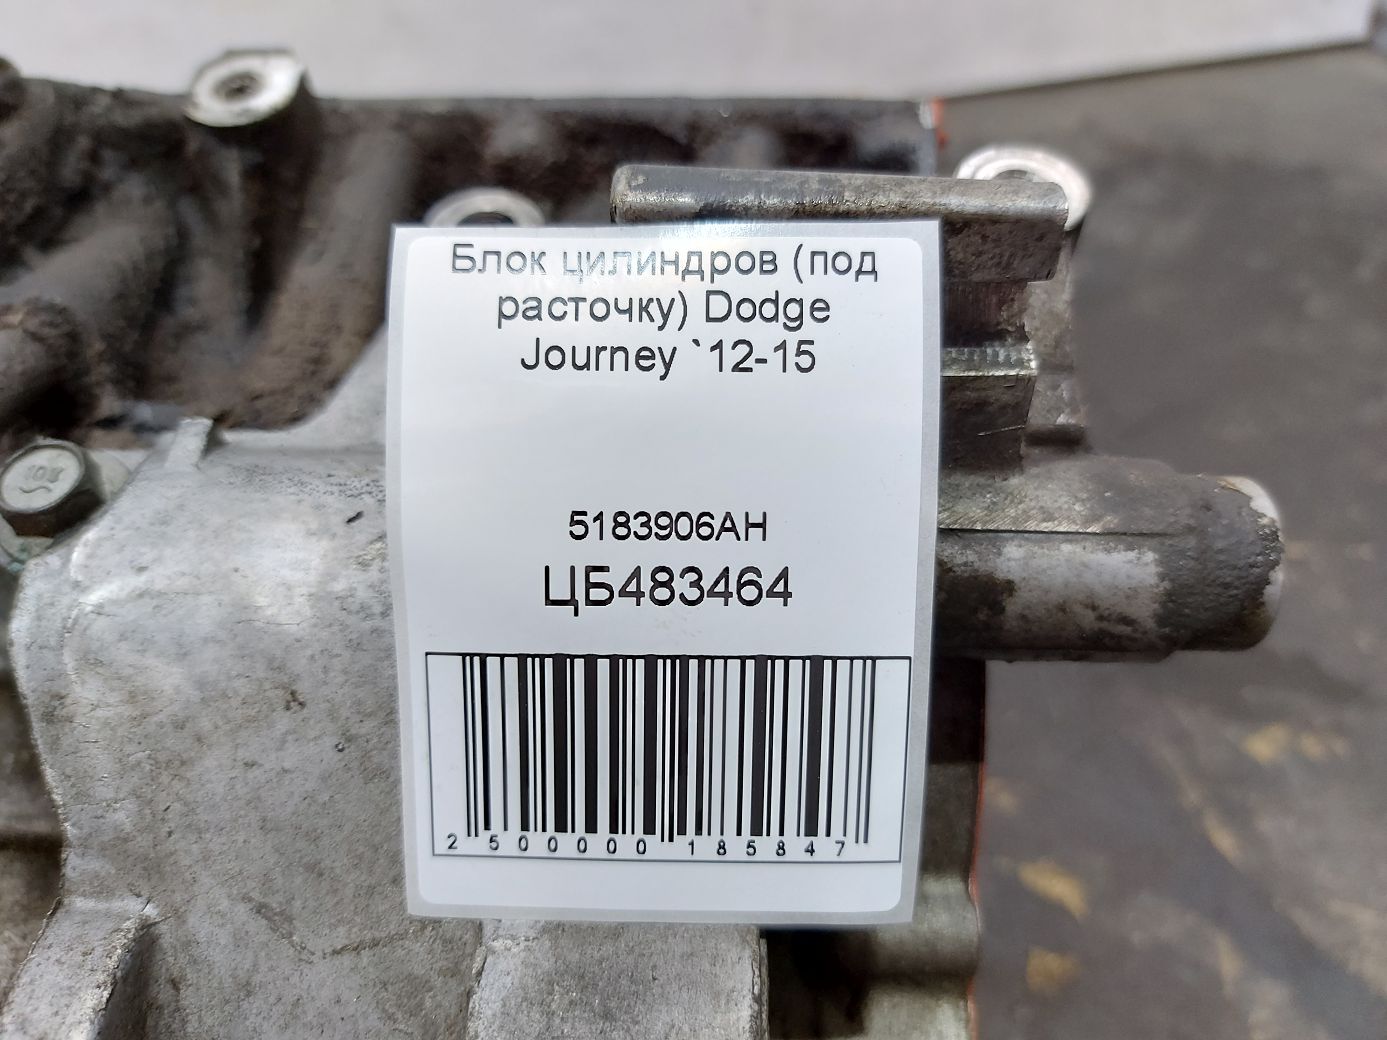 Блок цилиндров (под
расточку) Dodge
Journey `12-15
5183906AH
ЦБ483464
2 500000 185847